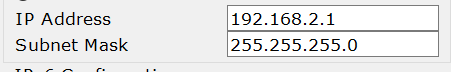 IP Address 192.168.2.1
Subnet Mask 255.255.255.0